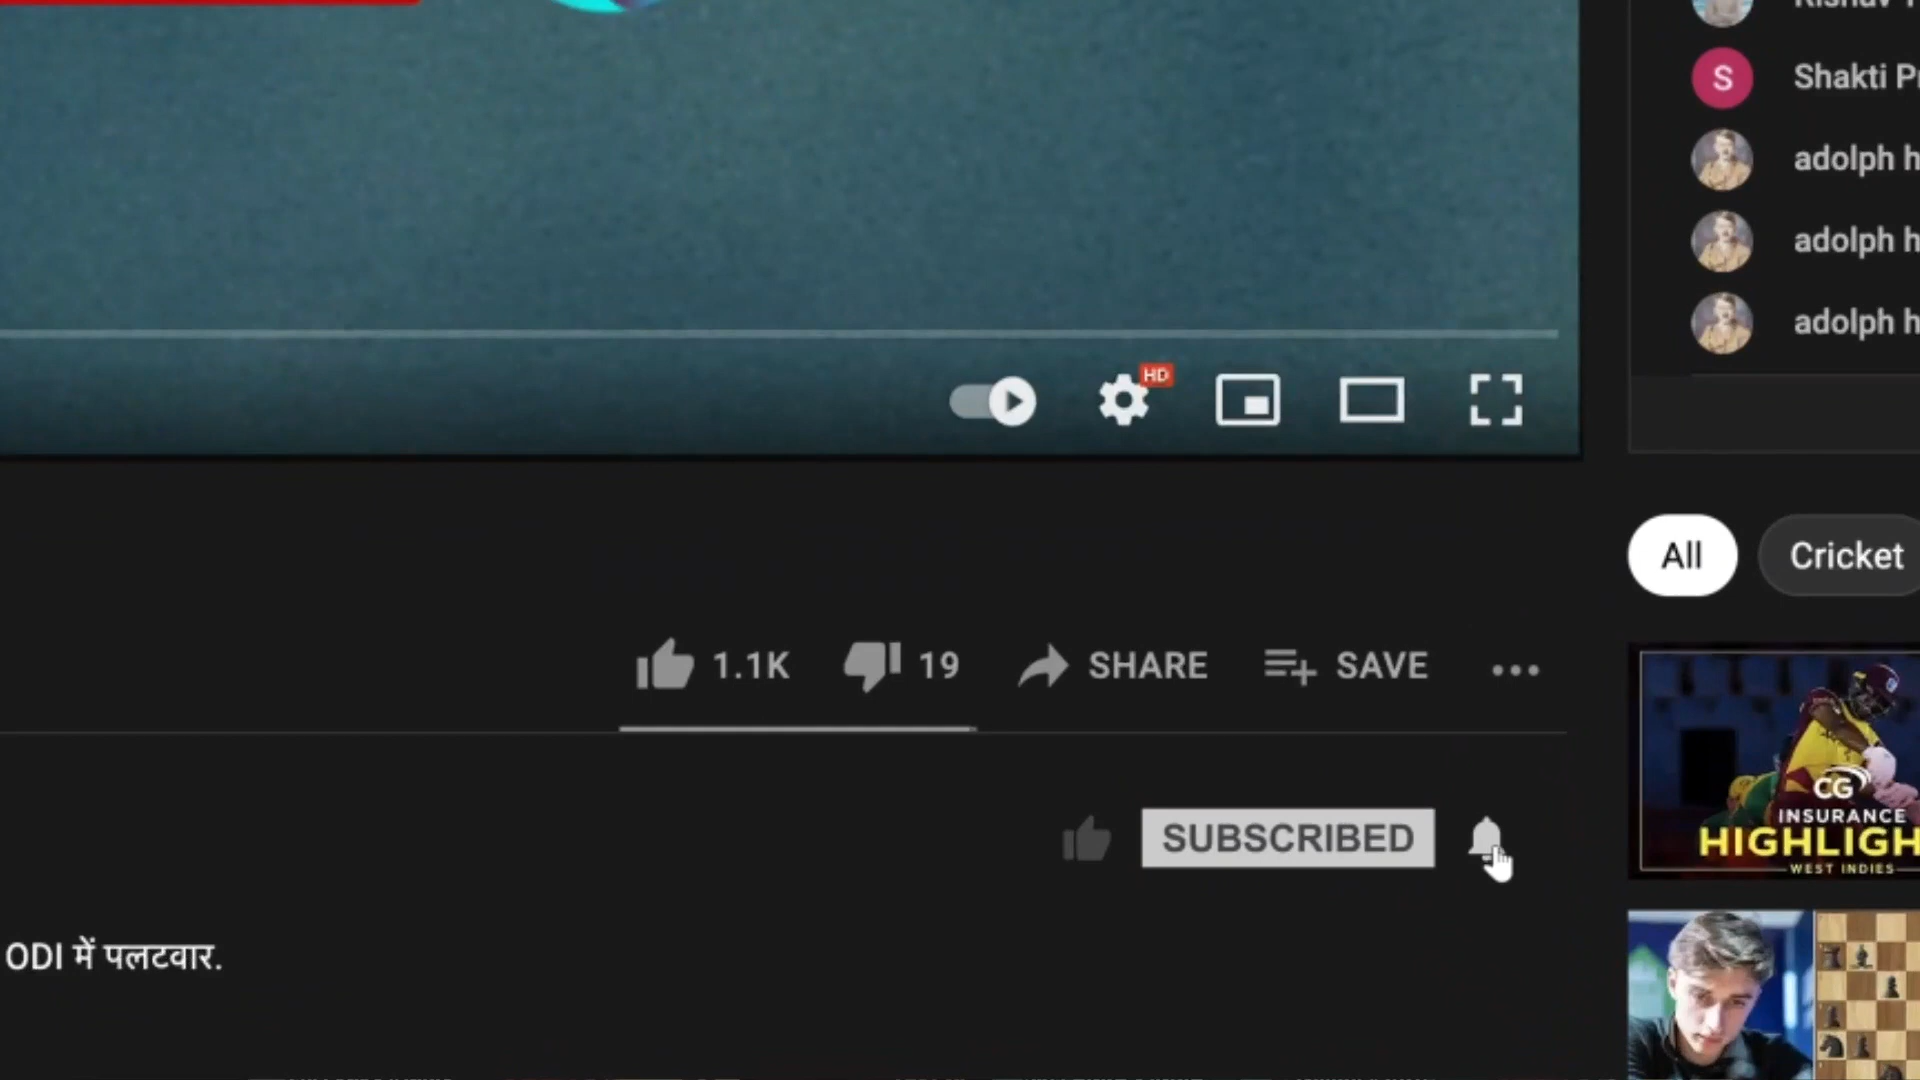 S
Shakti
adolph
adolph
adolph
HD
All
Cricket
1.1K
19
SHARE
SAVE
SUBSCRIBED
CG
INSURANCE
WEST INDIES
ODI में पलटवार.